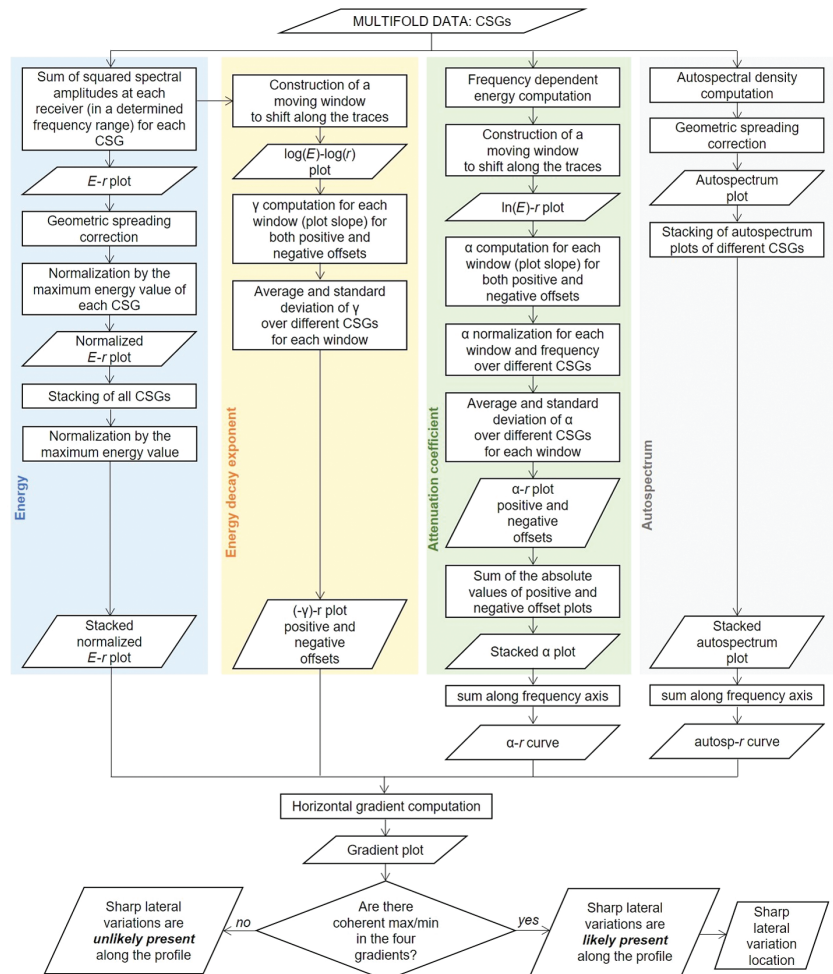 MULTIFOLD DATA: CSGs
Sum of squared spectral
amplitudes at each
receiver (in a determined
frequency range) for each
CSG
E-r plot
Geometric spreading
correction
Normalization by the
maximum energy value of
each CSG
Normalized
E-r plot
Stacking of all CSGs
Normalization by the
maximum energy value
Energy
Stacked
normalized
E-r plot
Construction of a
moving window
to shift along the traces
log(E)-log(r)
plot
γ computation for each
window (plot slope) for
both positive and
negative offsets
Average and standard
deviation of γ
over different CSGs
for each window
Energy decay exponent
(-γ)-r plot
positive and
negative
offsets
Frequency dependent
energy computation
Construction of a
moving window
to shift along the traces
ln(E)-r plot
α computation for each
window (plot slope) for
both positive and
negative offsets
α normalization for each
window and frequency
over different CSGs
Average and standard
deviation of α
over different CSGs
for each window
Attenuation coefficient
α-r plot
positive and
negative
offsets
Sum of the absolute
values of positive and
negative offset plots
Stacked α plot
sum along frequency axis
α-r curve
Autospectral density
computation
Geometric spreading
correction
Autospectrum
plot
Stacking of autospectrum
plots of different CSGs
Autospectrum
Stacked
autospectrum
plot
sum along frequency axis
autosp-r curve
Horizontal gradient computation
Gradient plot
Are there
coherent max/min
in the four
gradients?
no
Sharp lateral
variations are
unlikely present
along the profile
yes
Sharp lateral
variations are
likely present
along the profile
Sharp
lateral
variation
location